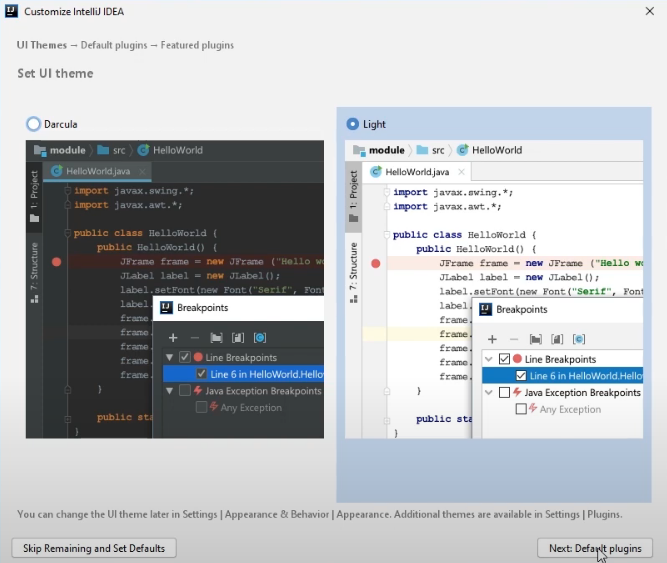 Customize IntelliJ IDEA
UI Themes → Default plugins → Featured plugins
Set UI theme
Darcula
module
src
HelloWorld
HelloWorld.java
1: Project
7: Structure
import javax.swing.*;
import java.awt.*;
public class HelloWorld {
public HelloWorld() {
JFrame frame = new JFrame ("Hello wo
JLabel label = new JLabel();
label.setFont(new Font("Serif", Font
label.
frame.
frame.
frame.
frame.
frame.
}
public sta
}
Breakpoints
Line Breakpoints
Line 6 in HelloWorld.Hello
Java Exception Breakpoints
Any Exception
Light
module
src
HelloWorld
HelloWorld.java
1: Project
7: Structure
import javax.swing.*;
import java.awt.*;
public class HelloWorld {
public HelloWorld() {
JFrame frame = new JFrame ("Hello wo
JLabel label = new JLabel();
label.setFont(new Font("Serif", Font
label.
frame.
frame.
frame.
frame.
frame.
}
public sta
}
Breakpoints
Line Breakpoints
Line 6 in HelloWorld.Hello
Java Exception Breakpoints
Any Exception
You can change the UI theme later in Settings | Appearance & Behavior | Appearance. Additional themes are available in Settings | Plugins.
Skip Remaining and Set Defaults
Next: Default plugins